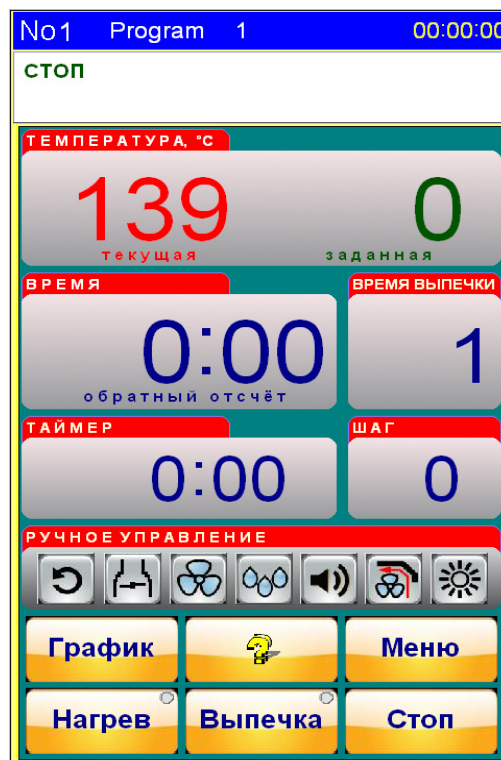 No1 Program 1 00:00:00
СТОП
ТЕМПЕРАТУРА, °С
139 0
текущая заданная
ВРЕМЯ ВРЕМЯ ВЫПЕЧКИ
0:00 1
обратный отсчёт
ТАЙМЕР ШАГ
0:00 0
РУЧНОЕ УПРАВЛЕНИЕ
График ? Меню
Нагрев Выпечка Стоп